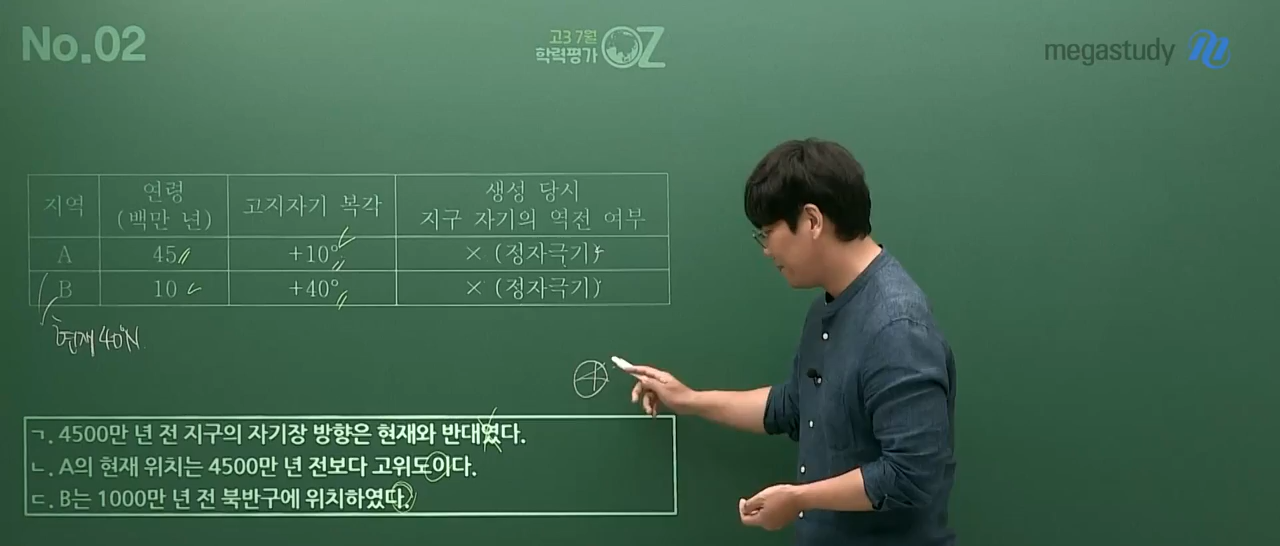 No.02
고3 7월
학력평가 OZ
megastudy
지역 연령 (백만 년) 고지자기 복각 생성 당시 지구 자기의 역전 여부
A 45 +10° × (정자극기)
B 10 +40° × (정자극기)
현재 40°N
4
ㄱ. 4500만 년 전 지구의 자기장 방향은 현재와 반대였다.
ㄴ. A의 현재 위치는 4500만 년 전보다 고위도이다.
ㄷ. B는 1000만 년 전 북반구에 위치하였다.